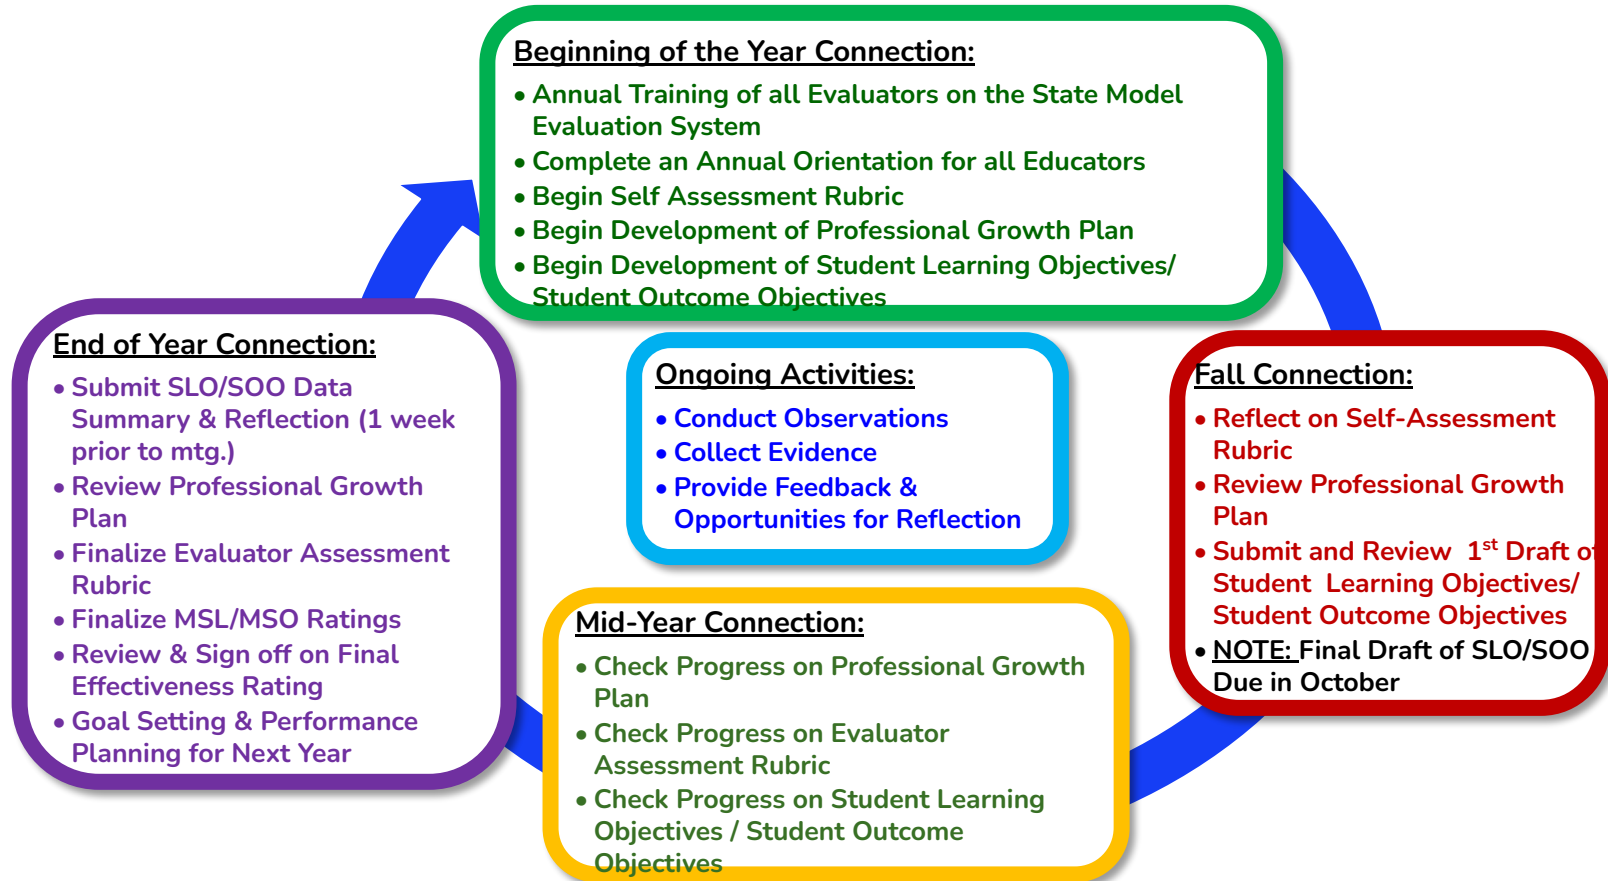 Beginning of the Year Connection:
• Annual Training of all Evaluators on the State Model
Evaluation System
• Complete an Annual Orientation for all Educators
• Begin Self Assessment Rubric
• Begin Development of Professional Growth Plan
• Begin Development of Student Learning Objectives/
Student Outcome Objectives
Fall Connection:
• Reflect on Self-Assessment
Rubric
• Review Professional Growth
Plan
• Submit and Review 1st Draft of
Student Learning Objectives/
Student Outcome Objectives
• NOTE: Final Draft of SLO/SOO
Due in October
Mid-Year Connection:
• Check Progress on Professional Growth
Plan
• Check Progress on Evaluator
Assessment Rubric
• Check Progress on Student Learning
Objectives / Student Outcome
Objectives
End of Year Connection:
• Submit SLO/SOO Data
Summary & Reflection (1 week
prior to mtg.)
• Review Professional Growth
Plan
• Finalize Evaluator Assessment
Rubric
• Finalize MSL/MSO Ratings
• Review & Sign off on Final
Effectiveness Rating
• Goal Setting & Performance
Planning for Next Year
Ongoing Activities:
• Conduct Observations
• Collect Evidence
• Provide Feedback &
Opportunities for Reflection